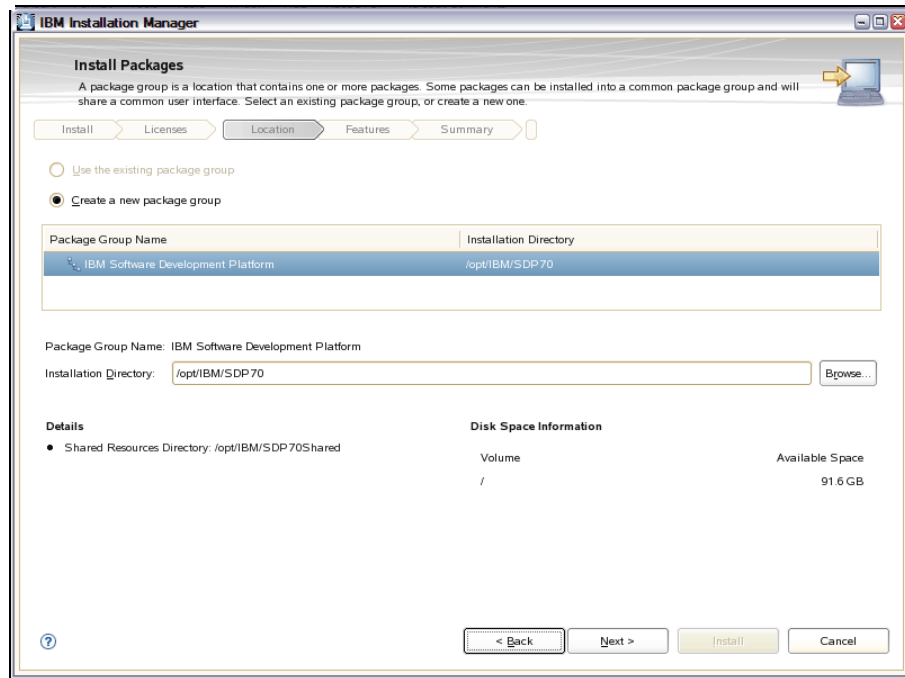 IBM Installation Manager
Install Packages
A package group is a location that contains one or more packages. Some packages can be installed into a common package group and will
share a common user interface. Select an existing package group, or create a new one.
Install Licenses Location Features Summary
Use the existing package group
Create a new package group
Package Group Name Installation Directory
IBM Software Development Platform /opt/IBM/SDP70
Package Group Name: IBM Software Development Platform
Installation Directory: /opt/IBM/SDP70 Browse...
Details Disk Space Information
Shared Resources Directory: /opt/IBM/SDP70Shared
Volume Available Space
/ 91.6 GB
? < Back Next > Install Cancel